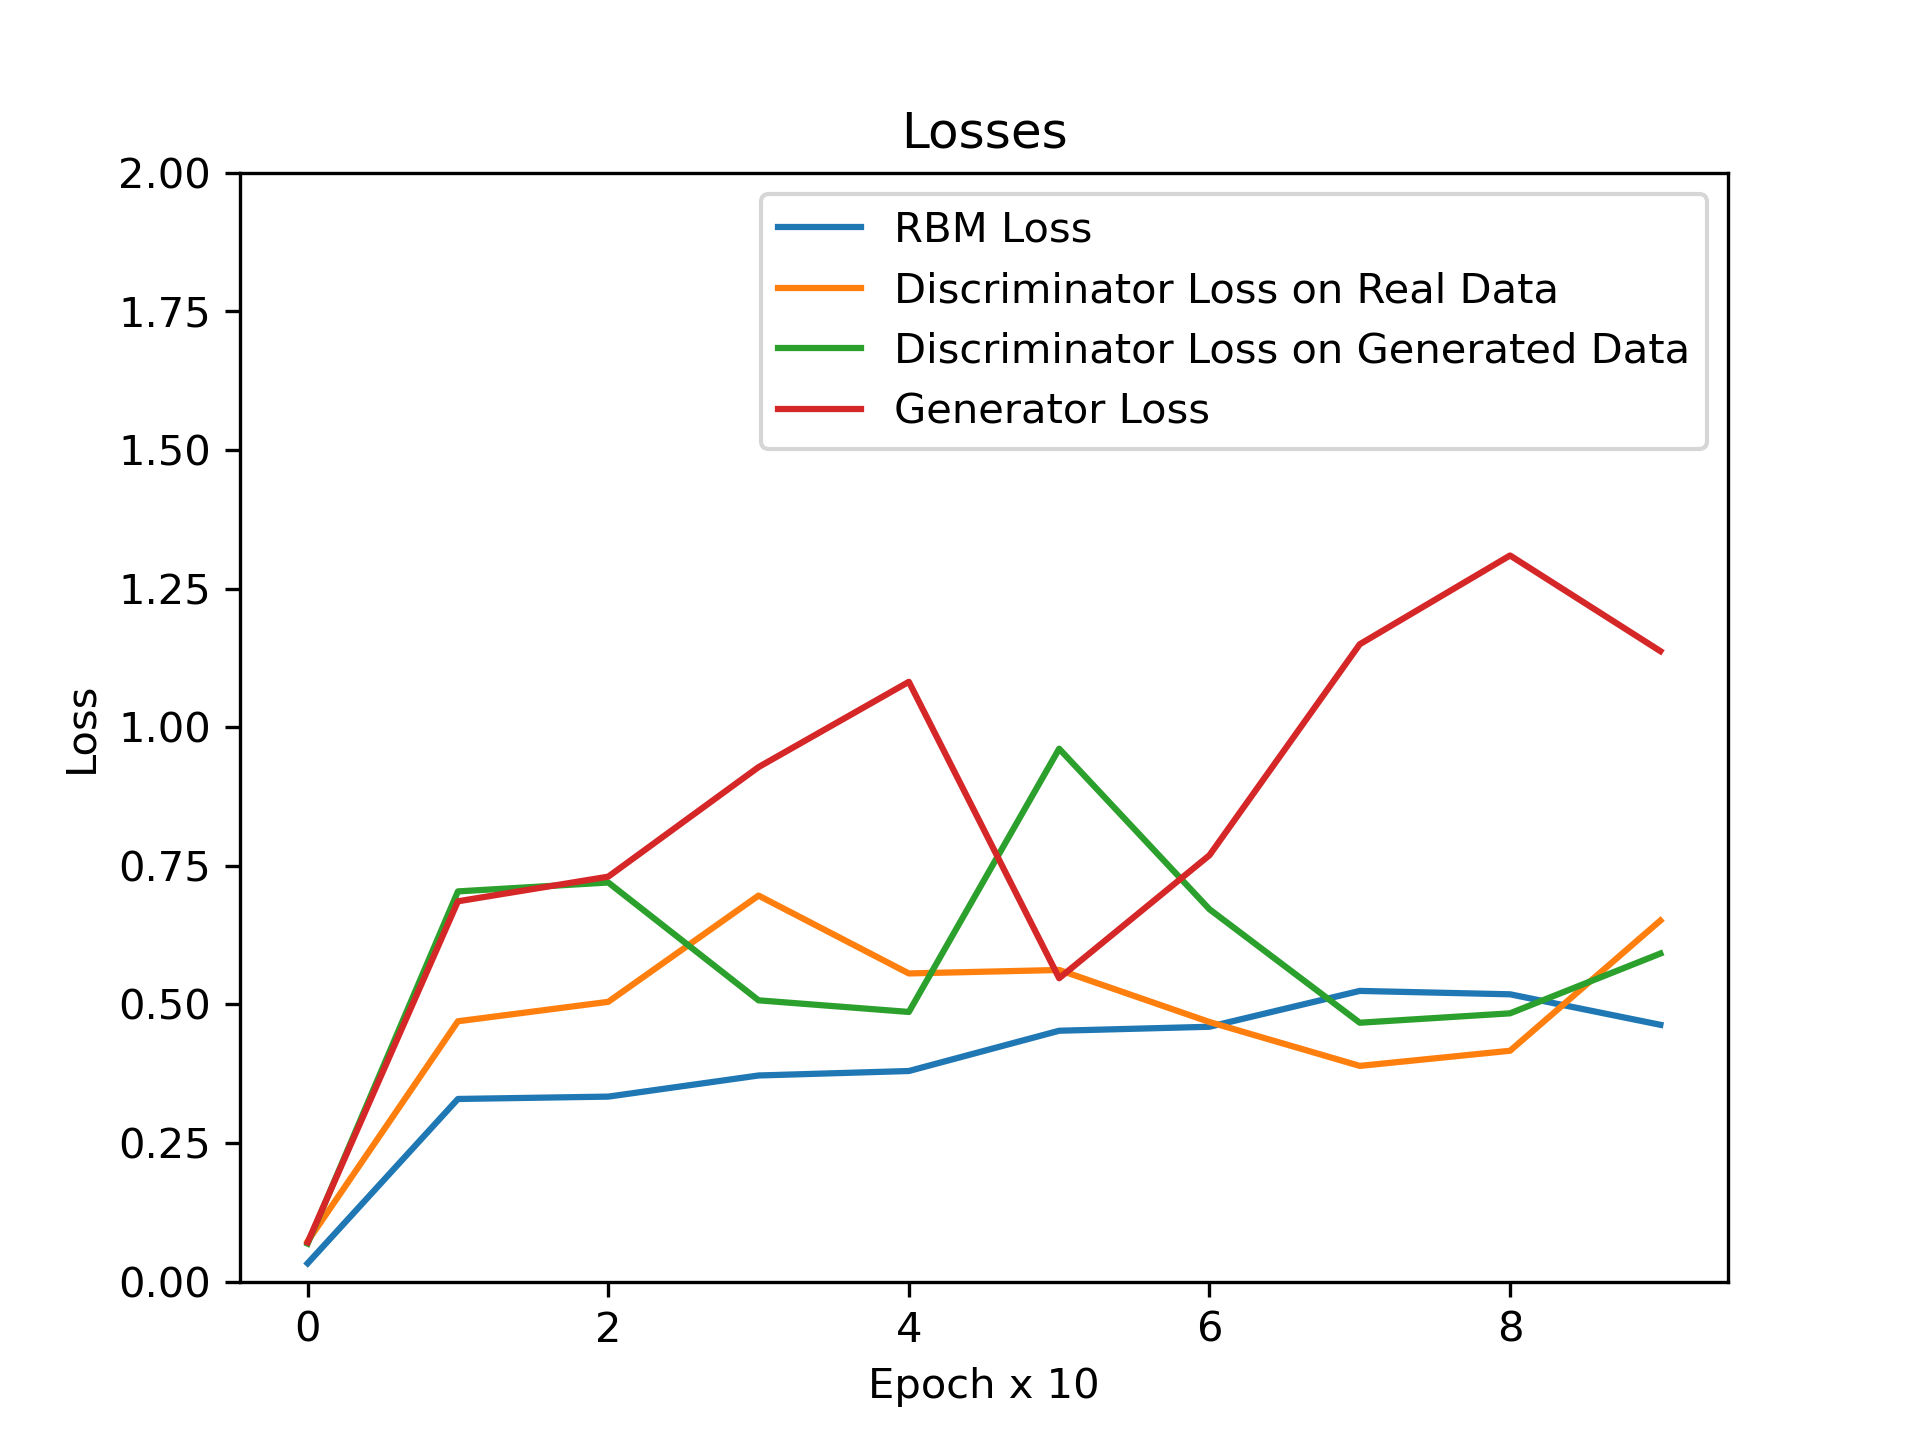 Losses
2.00
1.75
1.50
1.25
1.00
0.75
0.50
0.25
0.00
Loss
RBM Loss
Discriminator Loss on Real Data
Discriminator Loss on Generated Data
Generator Loss
0 2 4 6 8
Epoch x 10